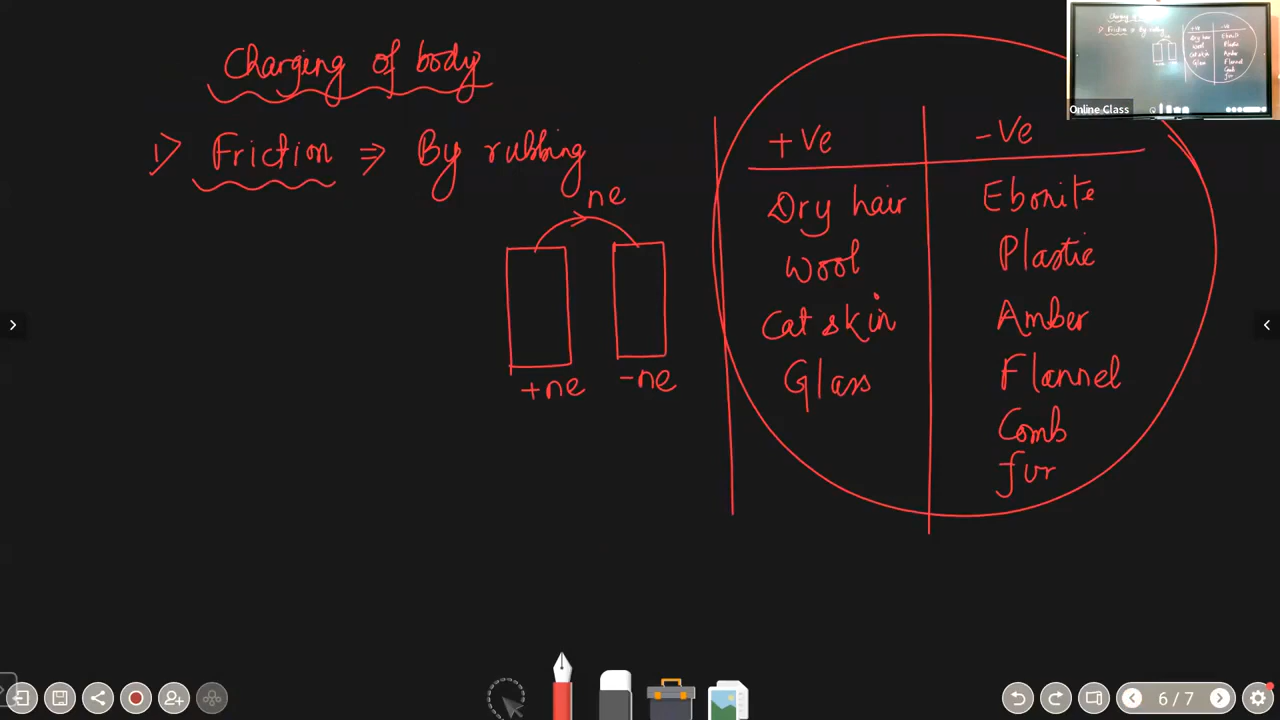 Charging of body
1) Friction ⇒ By rubbing
ne
+ne
-ne
+Ve -Ve
Dry hair Ebonite
Wool Plastic
Cat skin Amber
Glass Flannel
Comb
fur
Online Class
6/7